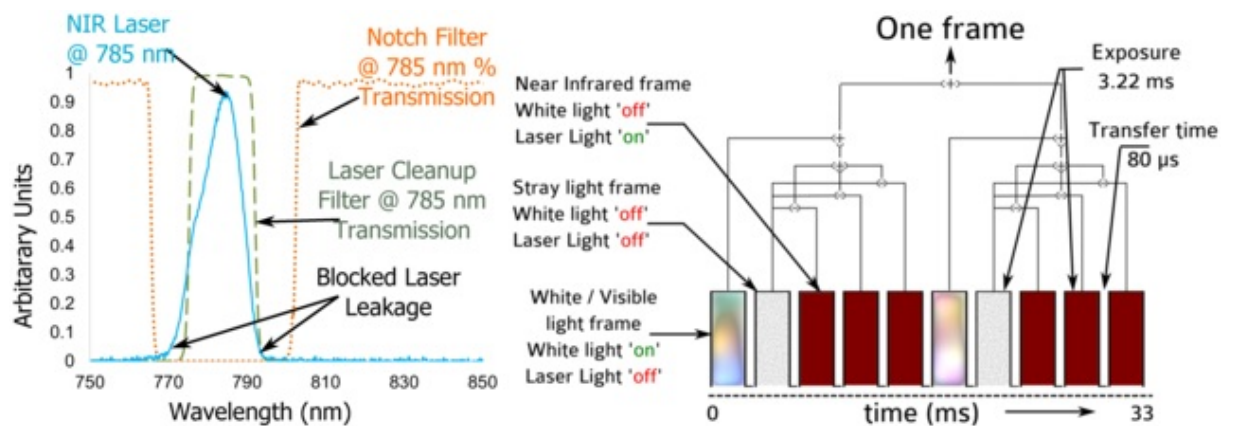 NIR Laser
@ 785 nm
Notch Filter
@ 785 nm %
Transmission
Laser Cleanup
Filter @ 785 nm
Transmission
Blocked Laser
Leakage
Arbitarary Units
1
0.9
0.8
0.7
0.6
0.5
0.4
0.3
0.2
0.1
0
750
770
790
810
830
850
Wavelength (nm)
One frame
Exposure
3.22 ms
Transfer time
80 μs
Near Infrared frame
White light 'off'
Laser Light 'on'
Stray light frame
White light 'off'
Laser Light 'off'
White / Visible
light frame
White light 'on'
Laser Light 'off'
0
time (ms)
33